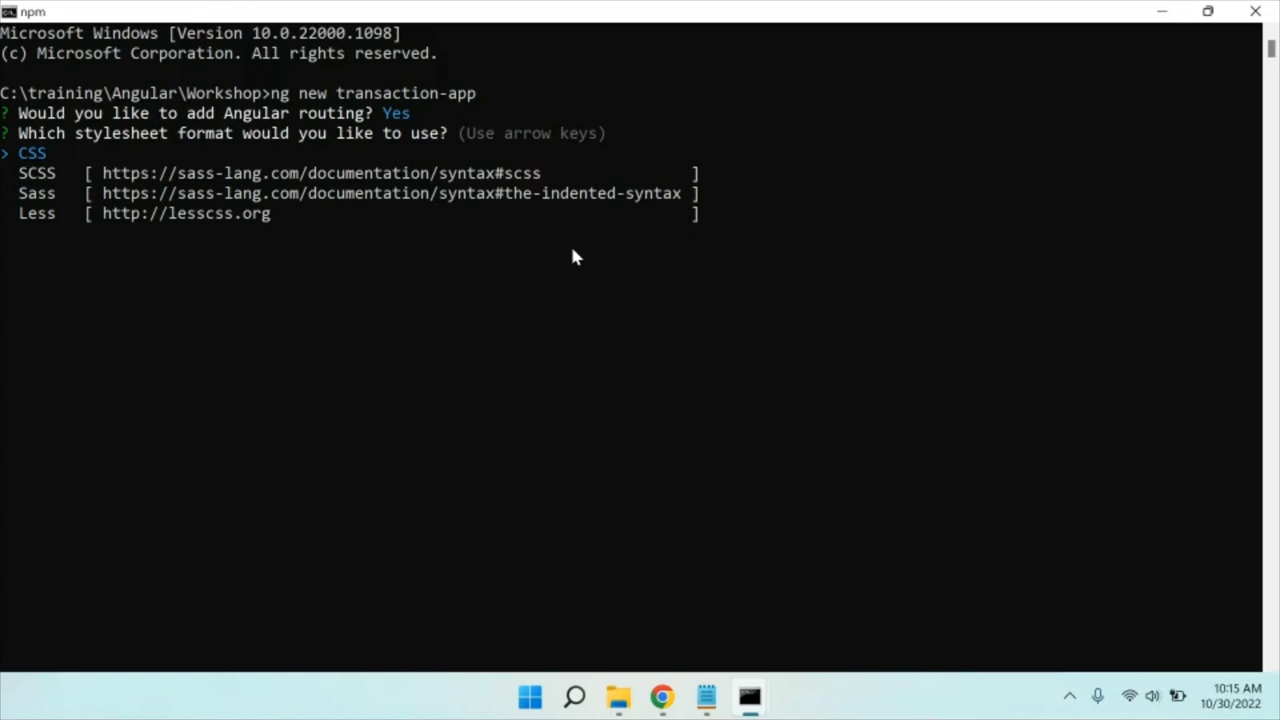 npm
Microsoft Windows [Version 10.0.22000.1098]
(c) Microsoft Corporation. All rights reserved.
C:\training\Angular\Workshop>ng new transaction-app
? Would you like to add Angular routing? Yes
? Which stylesheet format would you like to use? (Use arrow keys)
> CSS
SCSS   [ https://sass-lang.com/documentation/syntax#scss                ]
Sass   [ https://sass-lang.com/documentation/syntax#the-indented-syntax ]
Less   [ http://lesscss.org                                             ]
10:15 AM
10/30/2022